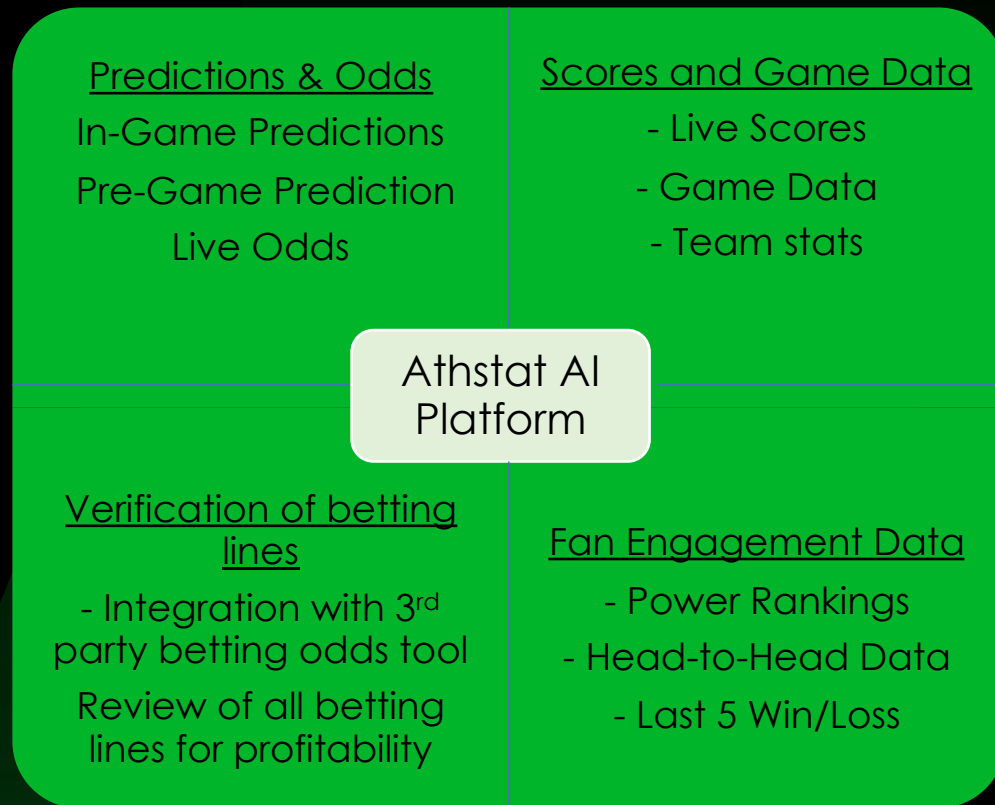 Predictions & Odds
In-Game Predictions
Pre-Game Prediction
Live Odds
Scores and Game Data
- Live Scores
- Game Data
- Team stats
Athstat AI
Platform
Verification of betting
lines
- Integration with 3rd
party betting odds tool
Review of all betting
lines for profitability
Fan Engagement Data
- Power Rankings
- Head-to-Head Data
- Last 5 Win/Loss